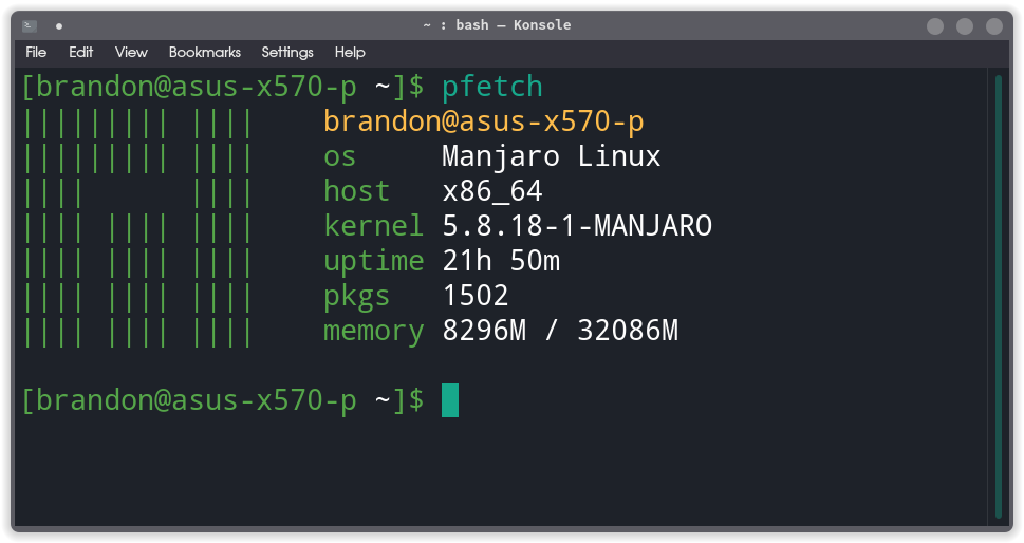 ~ : bash — Konsole
File Edit View Bookmarks Settings Help
[brandon@asus-x570-p ~]$ pfetch
||||||||| |||| brandon@asus-x570-p
||||||||| |||| os Manjaro Linux
|||| |||| host x86_64
|||| |||| |||| kernel 5.8.18-1-MANJARO
|||| |||| |||| uptime 21h 50m
|||| |||| |||| pkgs 1502
|||| |||| |||| memory 8296M / 32086M
[brandon@asus-x570-p ~]$